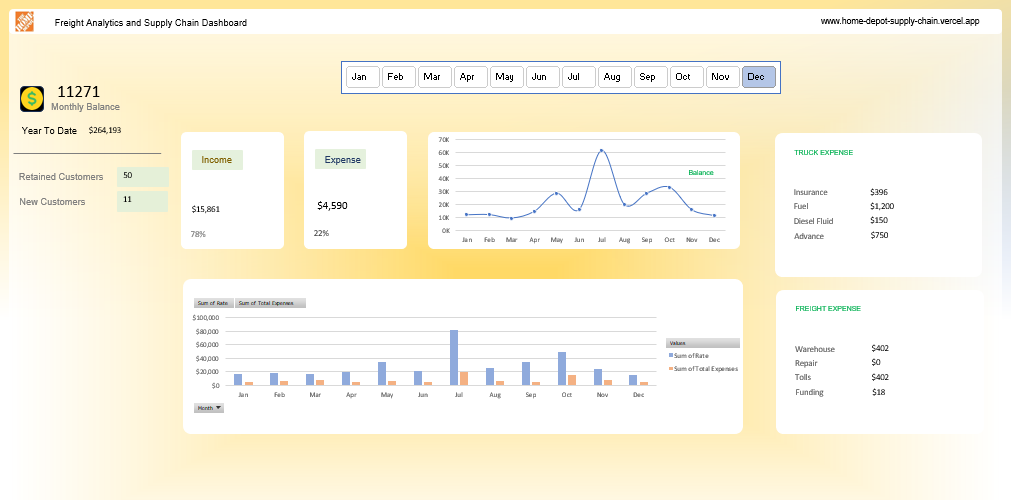 THE HOME DEPOT
Freight Analytics and Supply Chain Dashboard
www.home-depot-supply-chain.vercel.app
Jan Feb Mar Apr May Jun Jul Aug Sep Oct Nov Dec
$
11271
Monthly Balance
Year To Date $264,193
Retained Customers 50
New Customers 11
Income
$15,861
78%
Expense
$4,590
22%
70K
60K
50K
40K
30K
20K
10K
0K
Balance
Jan Feb Mar Apr May Jun Jul Aug Sep Oct Nov Dec
TRUCK EXPENSE
Insurance $396
Fuel $1,200
Diesel Fluid $150
Advance $750
Sum of Rate Sum of Total Expenses
$100,000
$80,000
$60,000
$40,000
$20,000
$0
Jan Feb Mar Apr May Jun Jul Aug Sep Oct Nov Dec
Values
Sum of Rate
Sum of Total Expenses
Month
FREIGHT EXPENSE
Warehouse $402
Repair $0
Tolls $402
Funding $18